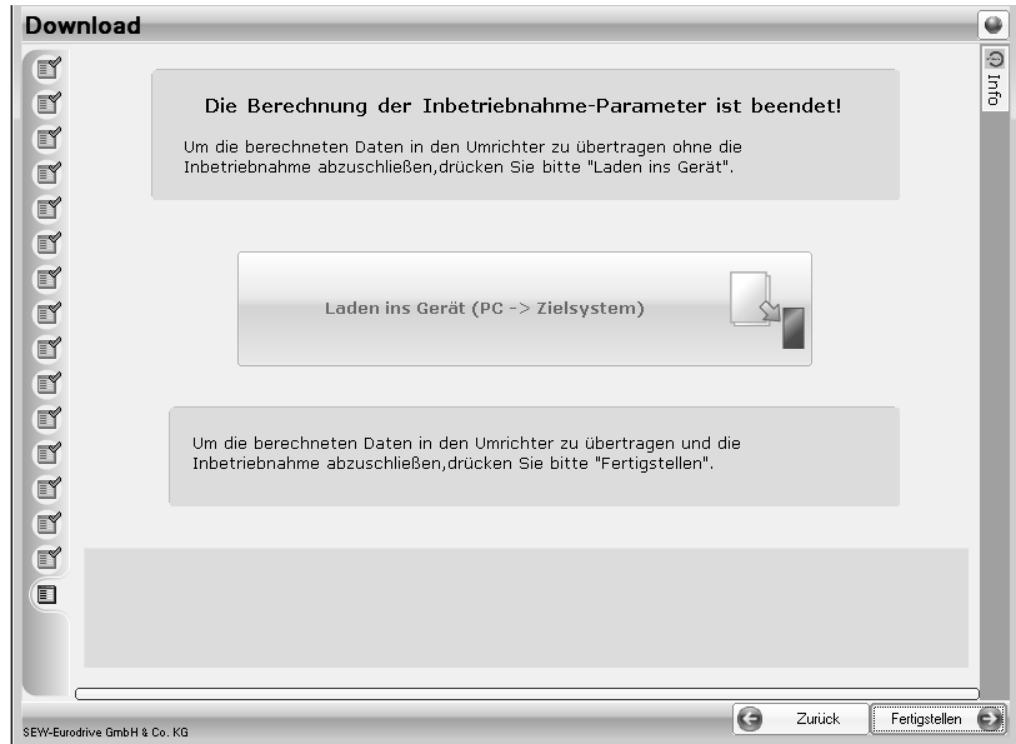 Download
Info
Die Berechnung der Inbetriebnahme-Parameter ist beendet!
Um die berechneten Daten in den Umrichter zu übertragen ohne die
Inbetriebnahme abzuschließen,drücken Sie bitte "Laden ins Gerät".
Laden ins Gerät (PC -> Zielsystem)
Um die berechneten Daten in den Umrichter zu übertragen und die
Inbetriebnahme abzuschließen,drücken Sie bitte "Fertigstellen".
Zurück
Fertigstellen
SEW-Eurodrive GmbH & Co. KG